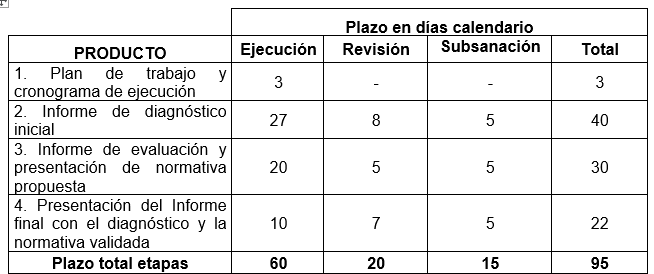 Plazo en días calendario
PRODUCTO Ejecución Revisión Subsanación Total
1. Plan de trabajo y
cronograma de ejecución 3 - - 3
2. Informe de diagnóstico
inicial 27 8 5 40
3. Informe de evaluación y
presentación de normativa
propuesta 20 5 5 30
4. Presentación del Informe
final con el diagnóstico y la
normativa validada 10 7 5 22
Plazo total etapas 60 20 15 95